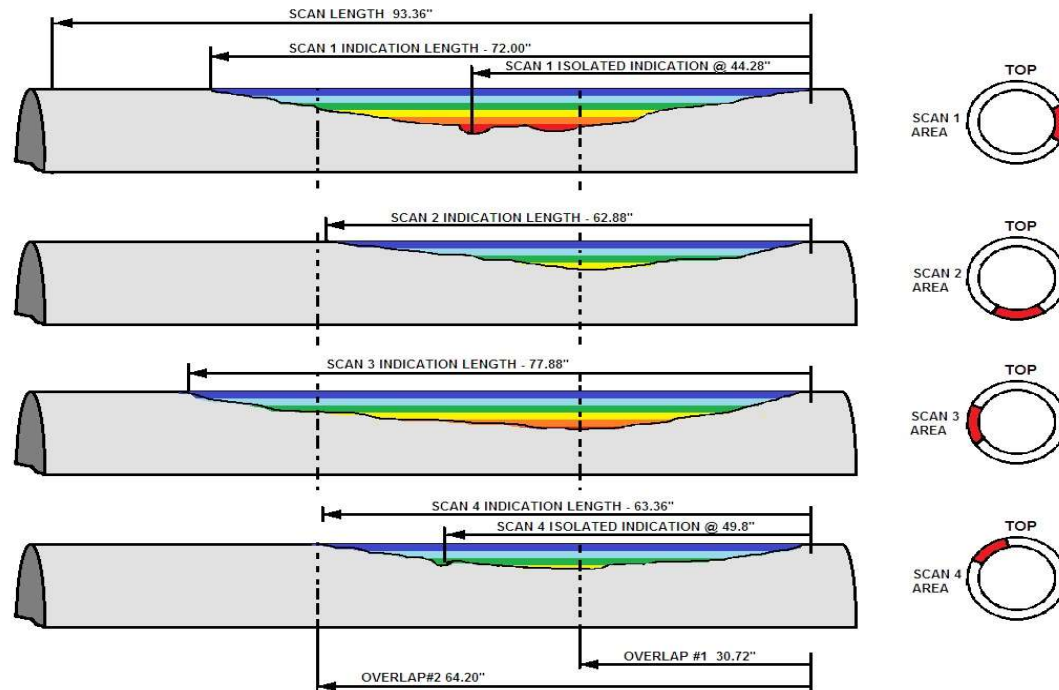 SCAN LENGTH 93.36"
SCAN 1 INDICATION LENGTH - 72.00"
SCAN 1 ISOLATED INDICATION @ 44.28"
TOP
SCAN 1
AREA
SCAN 2 INDICATION LENGTH - 62.88"
TOP
SCAN 2
AREA
SCAN 3 INDICATION LENGTH - 77.88"
TOP
SCAN 3
AREA
SCAN 4 INDICATION LENGTH - 63.36"
SCAN 4 ISOLATED INDICATION @ 49.8"
TOP
SCAN 4
AREA
OVERLAP #1 30.72"
OVERLAP#2 64.20"